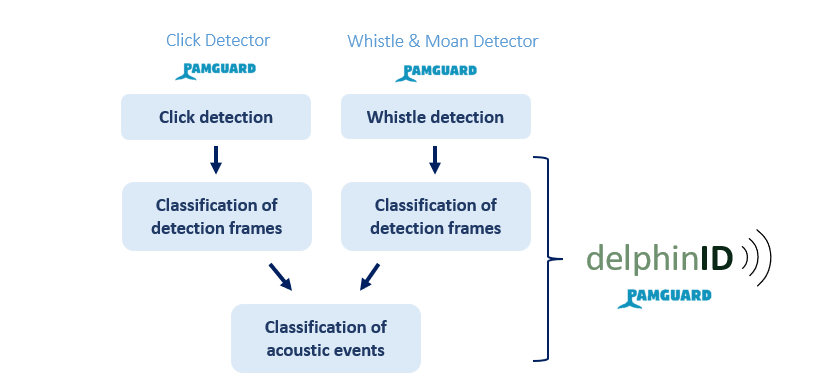 Click Detector
Whistle & Moan Detector
PAMGUARD
PAMGUARD
Click detection
Whistle detection
Classification of
detection frames
Classification of
detection frames
delphinID
PAMGUARD
Classification of
acoustic events